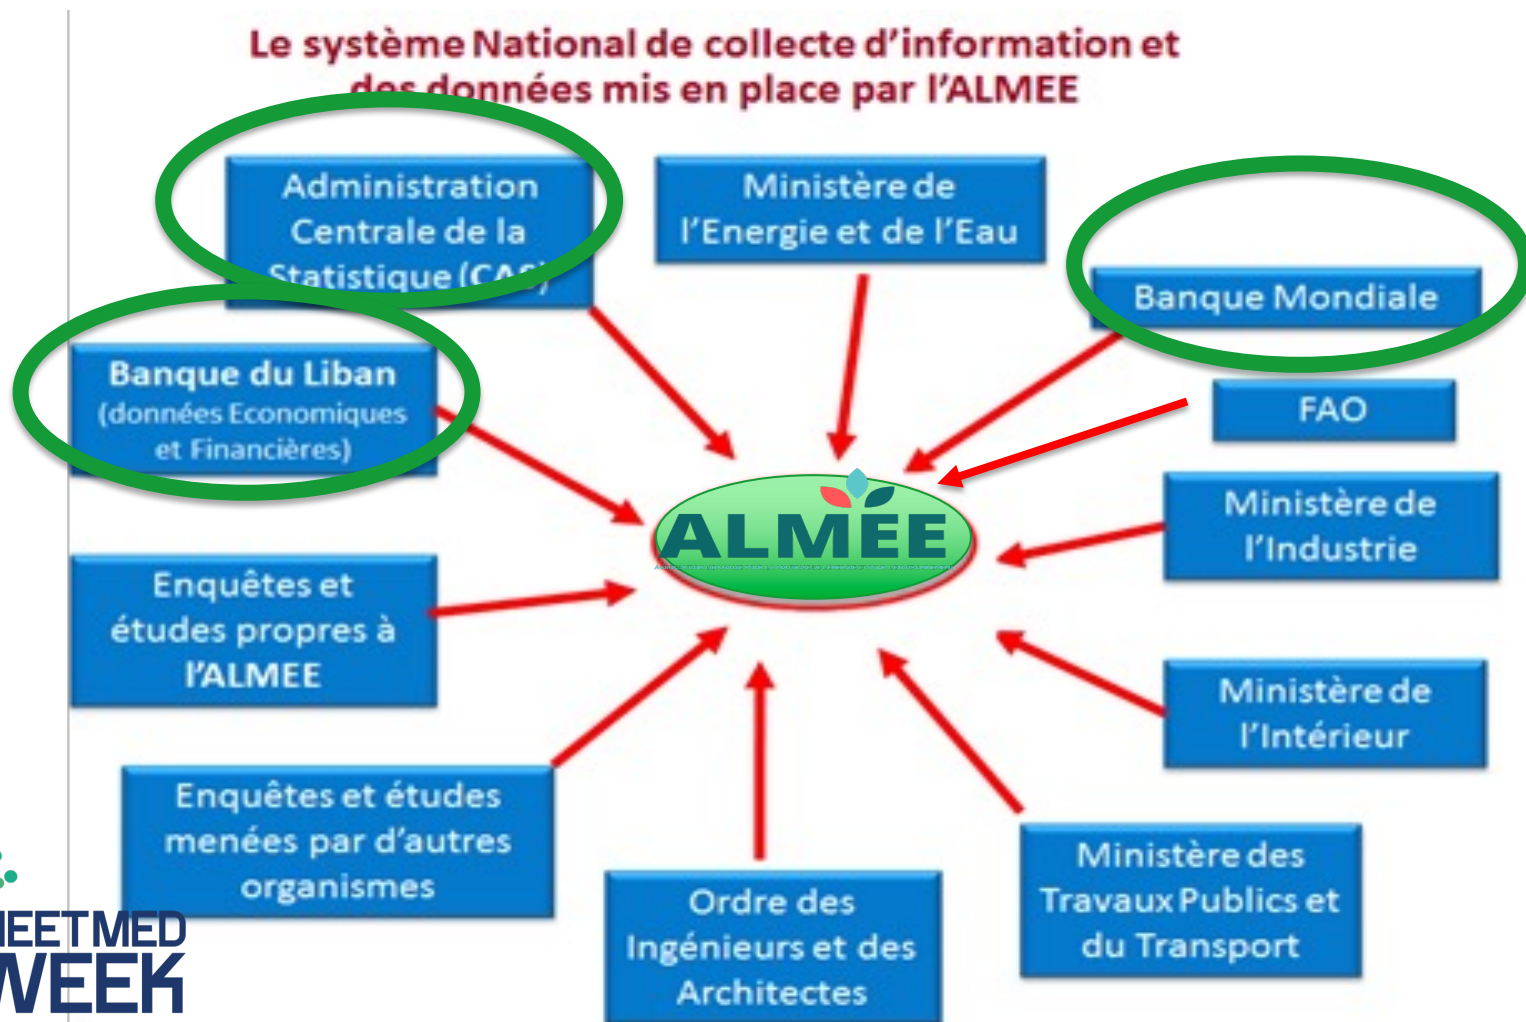 Le système National de collecte d'information et
des données mis en place par l'ALMEE
Administration
Centrale de la
Statistique (CAS)
Ministère de
l'Energie et de l'Eau
Banque Mondiale
Banque du Liban
(données Economiques
et Financières)
FAO
Ministère de
l'Industrie
ALMÉE
Enquêtes et
études propres à
l'ALMEE
Ministère de
l'Intérieur
Enquêtes et études
menées par d'autres
organismes
Ordre des
Ingénieurs et des
Architectes
Ministère des
Travaux Publics et
du Transport
MEETMED
WEEK